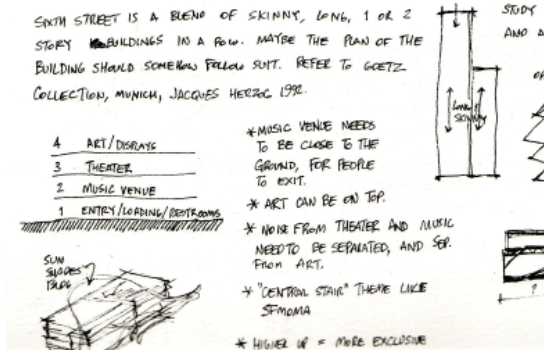 SIXTH STREET IS A BLEND OF SKINNY, LONG, 1 OR 2
STORY BUILDINGS IN A ROW. MAYBE THE PLAN OF THE
BUILDING SHOULD SOMEHOW FOLLOW SUIT. REFER TO GOETZ
COLLECTION, MUNICH, JACQUES HERZOG 1992.
4 ART/DISPLAYS
3 THEATER
2 MUSIC VENUE
1 ENTRY/LOADING/RESTROOMS
SUN
SHADES
BLDG
* MUSIC VENUE NEEDS
TO BE CLOSE TO THE
GROUND, FOR PEOPLE
TO EXIT.
* ART CAN BE ON TOP.
* NOISE FROM THEATER AND MUSIC
NEED TO BE SEPARATED, AND SEP.
FROM ART.
* "CENTRAL STAIR" THEME LIKE
SFMOMA
* HIGHER UP = MORE EXCLUSIVE
LONG &
SKINNY
STUDY
AND A
OF
?